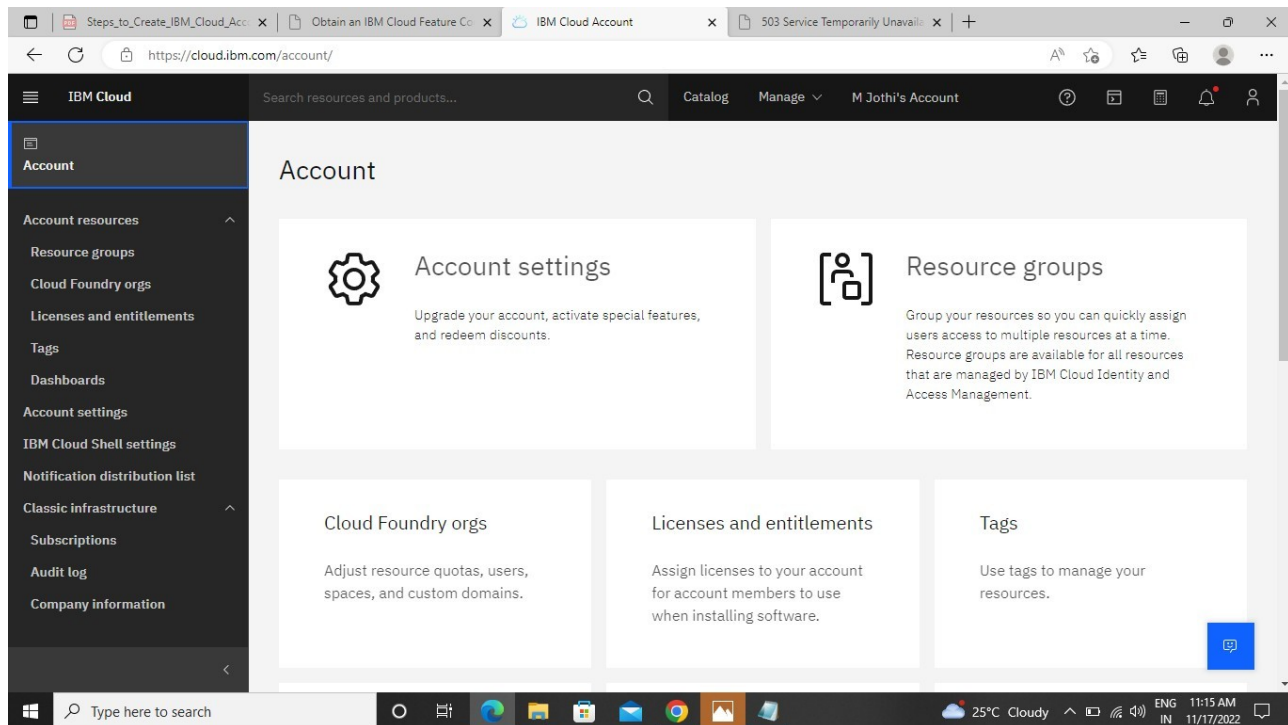 Steps_to_Create_IBM_Cloud_Acc
Obtain an IBM Cloud Feature Co
IBM Cloud Account
503 Service Temporarily Unavaila
https://cloud.ibm.com/account/
IBM Cloud
Search resources and products...
Catalog
Manage
M Jothi's Account
Account
Account resources
Resource groups
Cloud Foundry orgs
Licenses and entitlements
Tags
Dashboards
Account settings
IBM Cloud Shell settings
Notification distribution list
Classic infrastructure
Subscriptions
Audit log
Company information
Account
Account settings
Upgrade your account, activate special features,
and redeem discounts.
Resource groups
Group your resources so you can quickly assign
users access to multiple resources at a time.
Resource groups are available for all resources
that are managed by IBM Cloud Identity and
Access Management.
Cloud Foundry orgs
Adjust resource quotas, users,
spaces, and custom domains.
Licenses and entitlements
Assign licenses to your account
for account members to use
when installing software.
Tags
Use tags to manage your
resources.
Type here to search
25°C Cloudy
ENG
IN
11:15 AM
11/17/2022